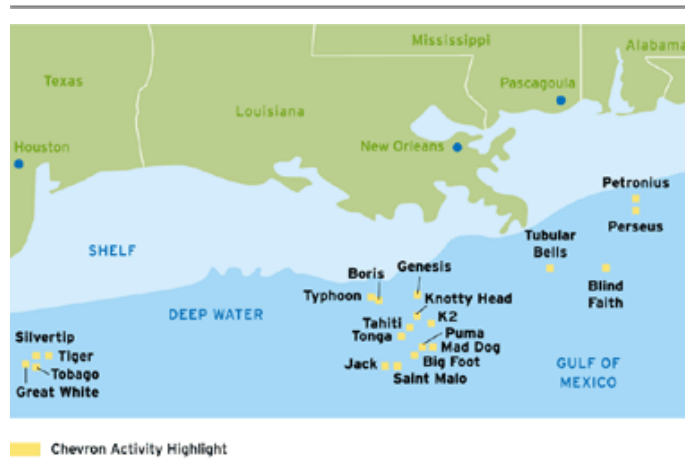 Mississippi
Alabama
Texas
Pascagoula
Louisiana
Houston
New Orleans
Petronius
Perseus
SHELF
Tubular
Bells
Boris
Genesis
Typhoon
Knotty Head
Blind
Faith
DEEP WATER
K2
Tahiti
Tonga
Puma
Mad Dog
Silvertip
Tiger
Tobago
Great White
Jack
Big Foot
Saint Malo
GULF OF
MEXICO
Chevron Activity Highlight